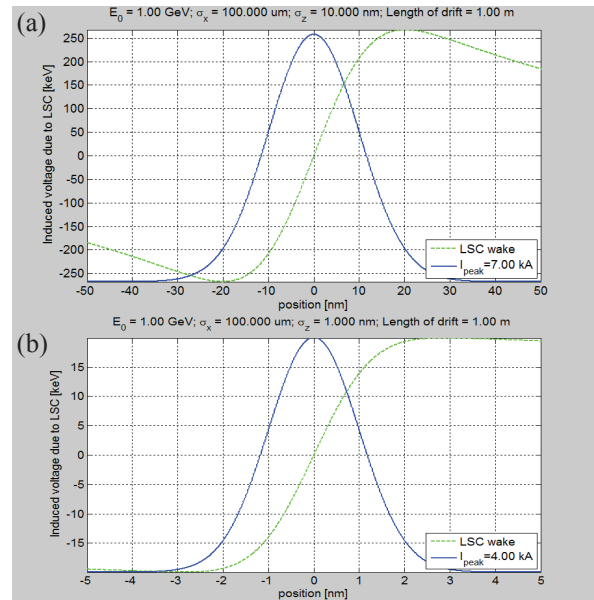 (a)
E_0 = 1.00 GeV; σ_x = 100.000 um; σ_z = 10.000 nm; Length of drift = 1.00 m
Induced voltage due to LSC [keV]
250
200
150
100
50
0
-50
-100
-150
-200
-250
LSC wake
I_peak=7.00 kA
-50 -40 -30 -20 -10 0 10 20 30 40 50
position [nm]
(b)
E_0 = 1.00 GeV; σ_x = 100.000 um; σ_z = 1.000 nm; Length of drift = 1.00 m
Induced voltage due to LSC [keV]
15
10
5
0
-5
-10
-15
LSC wake
I_peak=4.00 kA
-5 -4 -3 -2 -1 0 1 2 3 4 5
position [nm]